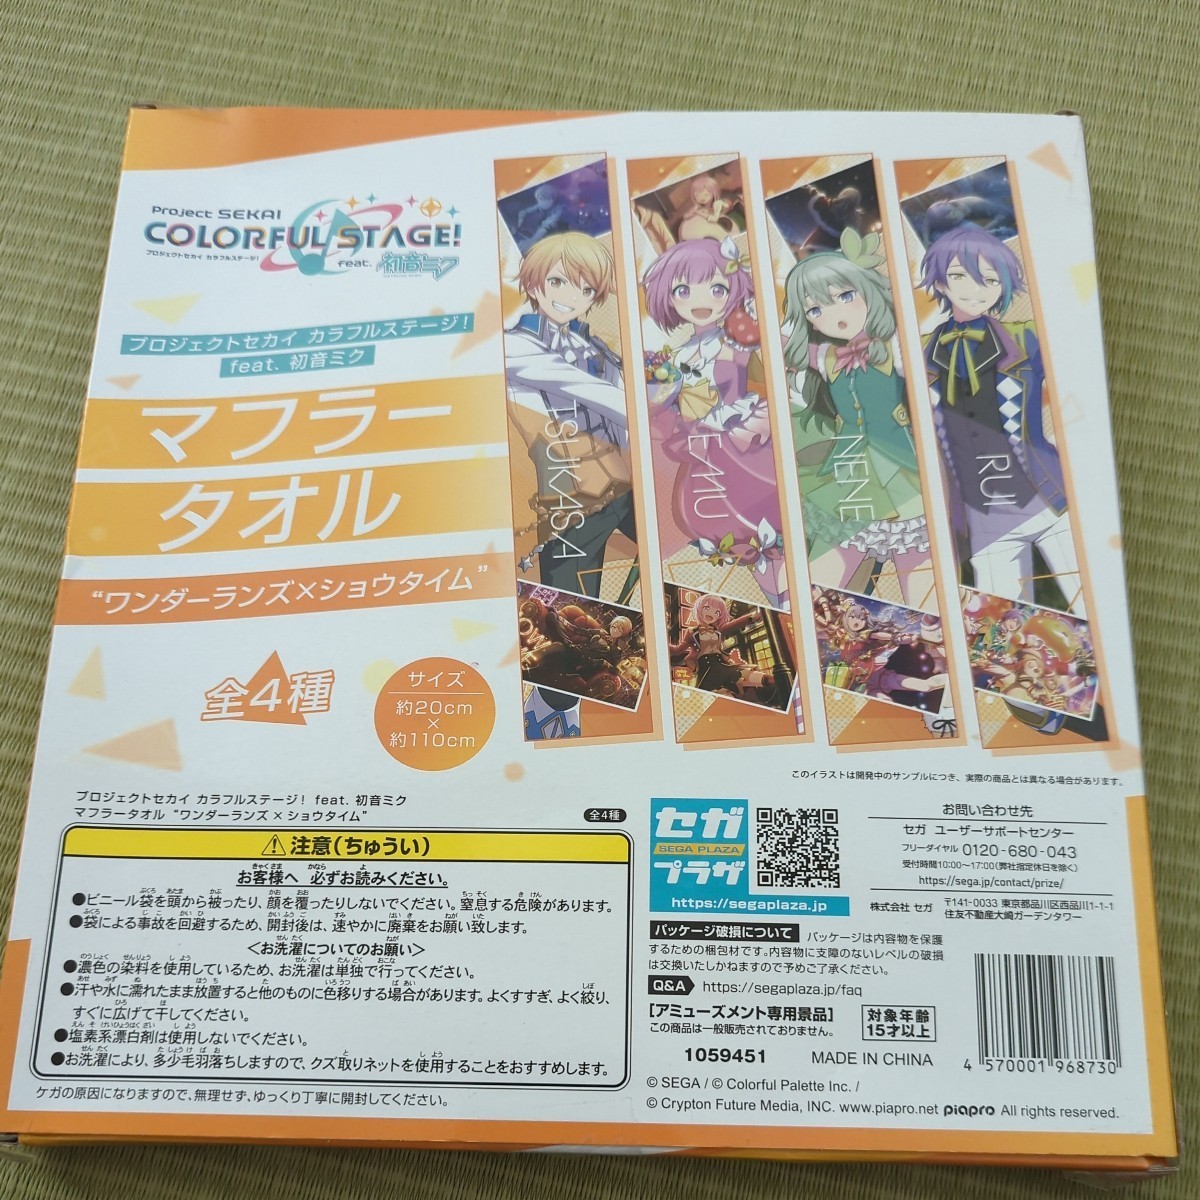 Project SEKAI
COLORFUL STAGE!
プロジェクトセカイ カラフルステージ！
feat. 初音ミク
プロジェクトセカイ カラフルステージ！
feat. 初音ミク
マフラー
タオル
“ワンダーランズ×ショウタイム”
全4種
サイズ
約20cm
×
約110cm
TSUKASA
EMU
NENE
RUI
このイラストは開発中のサンプルにつき、実際の商品とは異なる場合があります。
プロジェクトセカイ カラフルステージ！ feat. 初音ミク
マフラータオル “ワンダーランズ × ショウタイム”
全4種
注意（ちゅうい）
お客様へ 必ずお読みください。
●ビニール袋を頭から被ったり、顔を覆ったりしないでください。窒息する危険があります。
●袋による事故を回避するため、開封後は、速やかに廃棄をお願い致します。
＜お洗濯についてのお願い＞
●濃色の染料を使用しているため、お洗濯は単独で行ってください。
●汗や水に濡れたまま放置すると他のものに色移りする場合があります。よくすすぎ、よく絞り、
すぐに広げて干してください。
●塩素系漂白剤は使用しないでください。
●お洗濯により、多少毛羽落ちしますので、クズ取りネットを使用することをおすすめします。
ケガの原因になりますので、無理せず、ゆっくり丁寧に開封してください。
セガ
SEGA PLAZA
プラザ
https://segaplaza.jp
お問い合わせ先
セガ ユーザーサポートセンター
フリーダイヤル 0120-680-043
受付時間10:00〜17:00（弊社指定休日を除く）
https://sega.jp/contact/prize/
株式会社 セガ 〒141-0033 東京都品川区西品川1-1-1
住友不動産大崎ガーデンタワー
パッケージ破損について パッケージは内容物を保護
するための梱包材です。内容物に支障のないレベルの破損
は交換いたしかねますので予めご了承ください。
Q&A https://segaplaza.jp/faq
［アミューズメント専用景品］
この商品は一般販売されておりません。
対象年齢
15才以上
1059451 MADE IN CHINA
4 570001 968730
© SEGA / © Colorful Palette Inc. /
© Crypton Future Media, INC. www.piapro.net piapro All rights reserved.